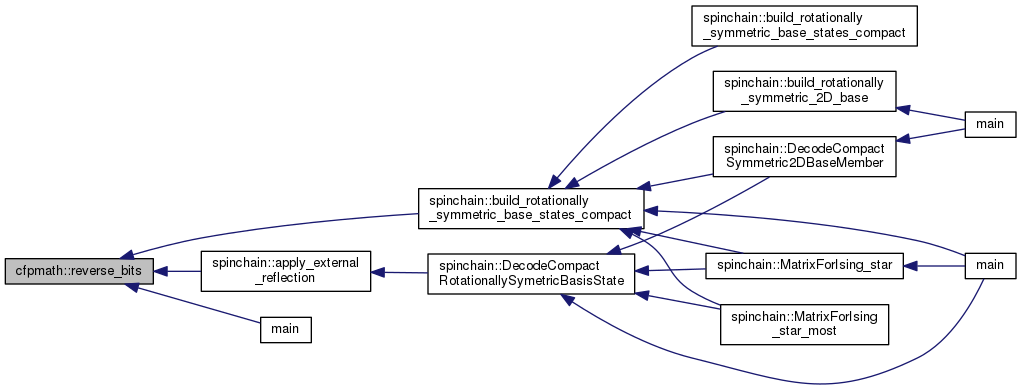 spinchain::build_rotationally
_symmetric_base_states_compact
spinchain::build_rotationally
_symmetric_2D_base
main
spinchain::DecodeCompact
Symmetric2DBaseMember
spinchain::build_rotationally
_symmetric_base_states_compact
cfpmath::reverse_bits
spinchain::apply_external
_reflection
spinchain::DecodeCompact
RotationallySymetricBasisState
spinchain::MatrixForIsing_star
main
spinchain::MatrixForIsing
_star_most
main